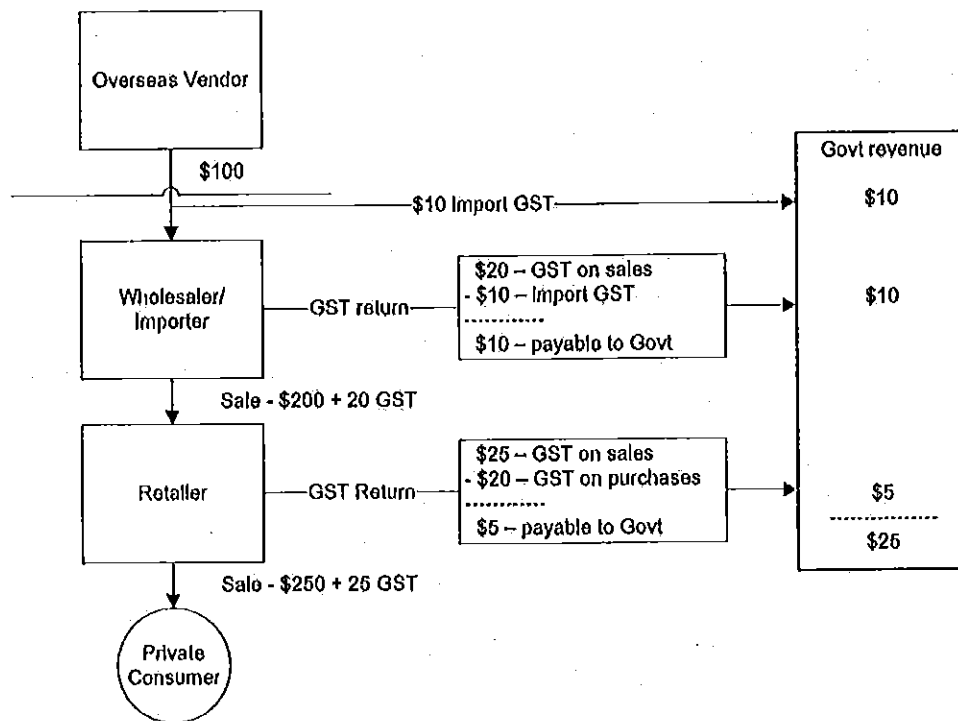 Overseas Vendor
$100
Govt revenue
$10 Import GST
$10
Wholesaler/
Importer
GST return
$20 – GST on sales
- $10 – Import GST
------------
$10 – payable to Govt
$10
Sale - $200 + 20 GST
Retailer
GST Return
$25 – GST on sales
- $20 – GST on purchases
------------
$5 – payable to Govt
$5
------------
$25
Sale - $250 + 25 GST
Private
Consumer